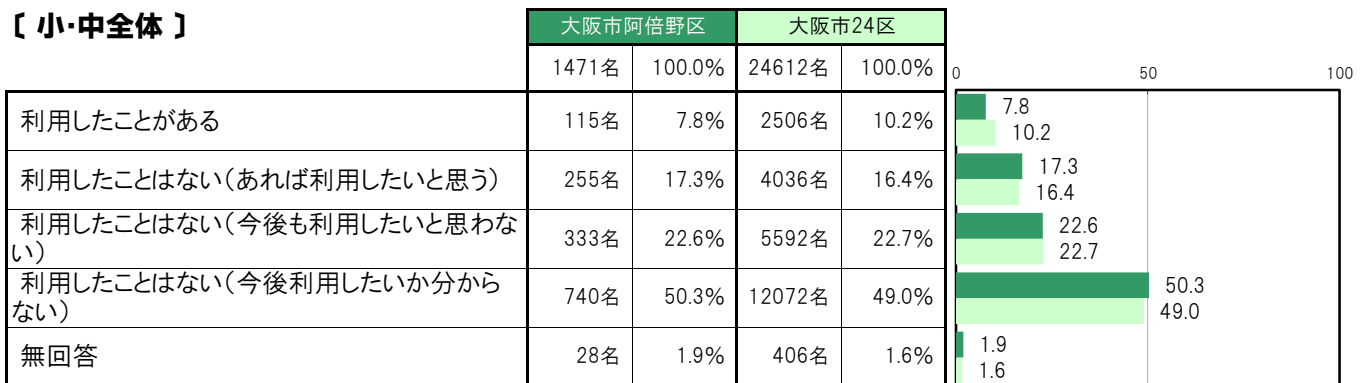 〔 小・中全体 〕
大阪市阿倍野区 大阪市24区
1471名 100.0% 24612名 100.0%
0 50 100
利用したことがある 115名 7.8% 2506名 10.2%
7.8
10.2
利用したことはない（あれば利用したいと思う） 255名 17.3% 4036名 16.4%
17.3
16.4
利用したことはない（今後も利用したいと思わな
い） 333名 22.6% 5592名 22.7%
22.6
22.7
利用したことはない（今後利用したいか分から
ない） 740名 50.3% 12072名 49.0%
50.3
49.0
無回答 28名 1.9% 406名 1.6%
1.9
1.6